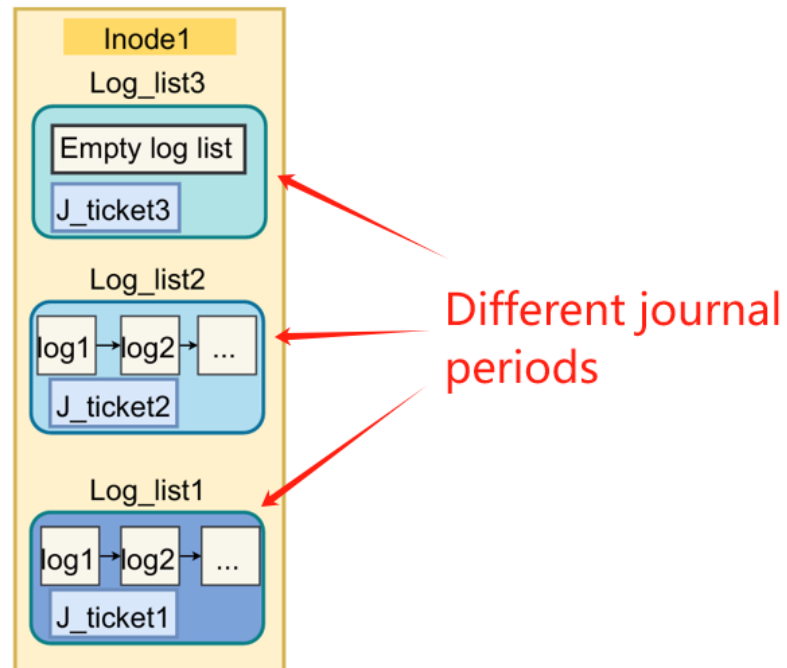 Inode1
Log_list3
Empty log list
J_ticket3
Log_list2
log1 log2 ...
J_ticket2
Log_list1
log1 log2 ...
J_ticket1
Different journal
periods